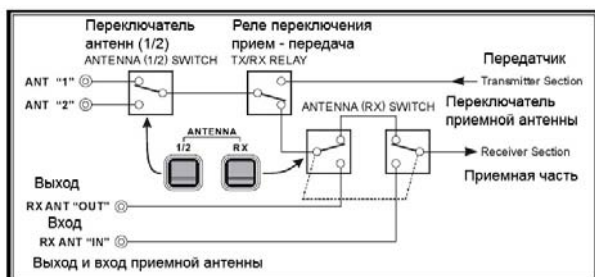 Переключатель
антенн (1/2)
ANTENNA (1/2) SWITCH
Реле переключения
прием - передача
TX/RX RELAY
Передатчик
Transmitter Section
ANT “1”
ANT “2”
ANTENNA (RX) SWITCH
Переключатель
приемной антенны
ANTENNA
1/2 RX
Receiver Section
Приемная часть
Выход
RX ANT “OUT”
Вход
RX ANT “IN”
Выход и вход приемной антенны